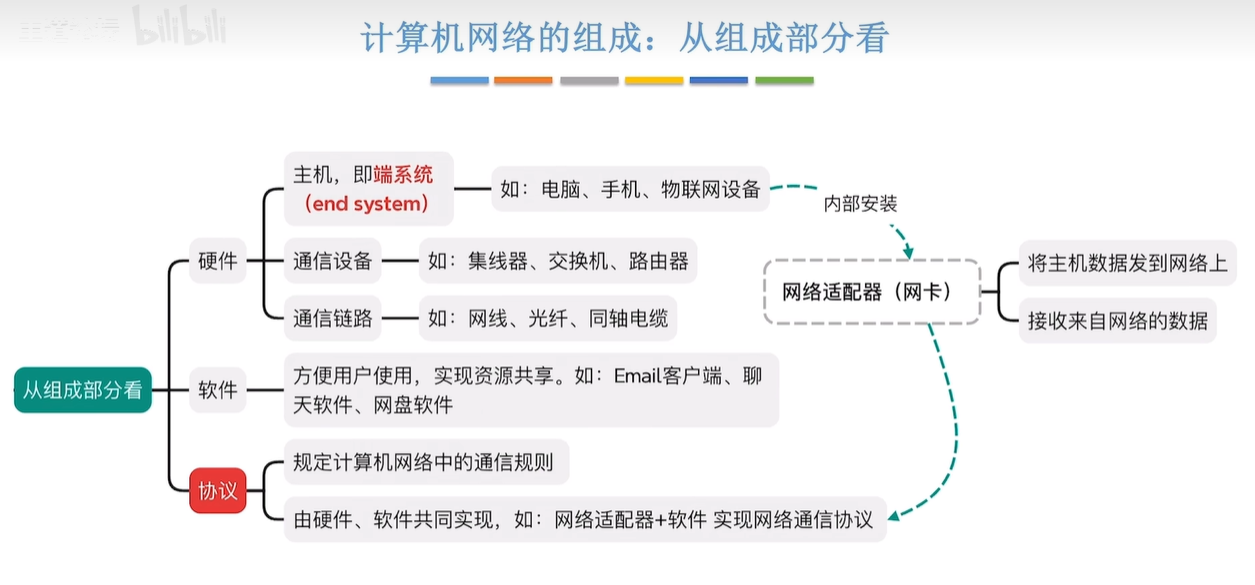 bilibili
计算机网络的组成：从组成部分看
主机，即端系统
（end system）
如：电脑、手机、物联网设备
内部安装
硬件
通信设备
如：集线器、交换机、路由器
网络适配器（网卡）
将主机数据发到网络上
接收来自网络的数据
通信链路
如：网线、光纤、同轴电缆
从组成部分看
软件
方便用户使用，实现资源共享。如：Email客户端、聊
天软件、网盘软件
协议
规定计算机网络中的通信规则
由硬件、软件共同实现，如：网络适配器+软件 实现网络通信协议